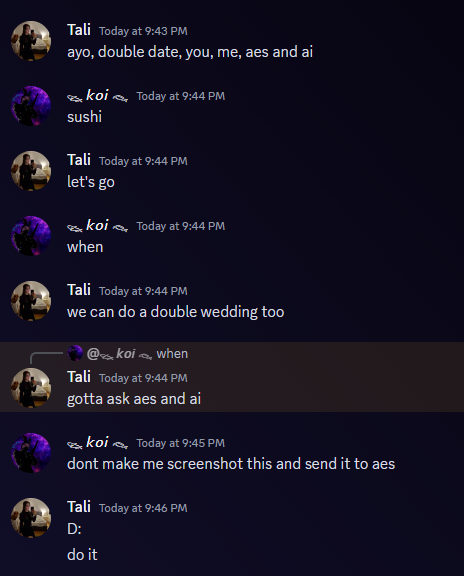 Tali Today at 9:43 PM
ayo, double date, you, me, aes and ai
koi Today at 9:44 PM
sushi
Tali Today at 9:44 PM
let's go
koi Today at 9:44 PM
when
Tali Today at 9:44 PM
we can do a double wedding too
@koi when
Tali Today at 9:44 PM
gotta ask aes and ai
koi Today at 9:45 PM
dont make me screenshot this and send it to aes
Tali Today at 9:46 PM
D:
do it